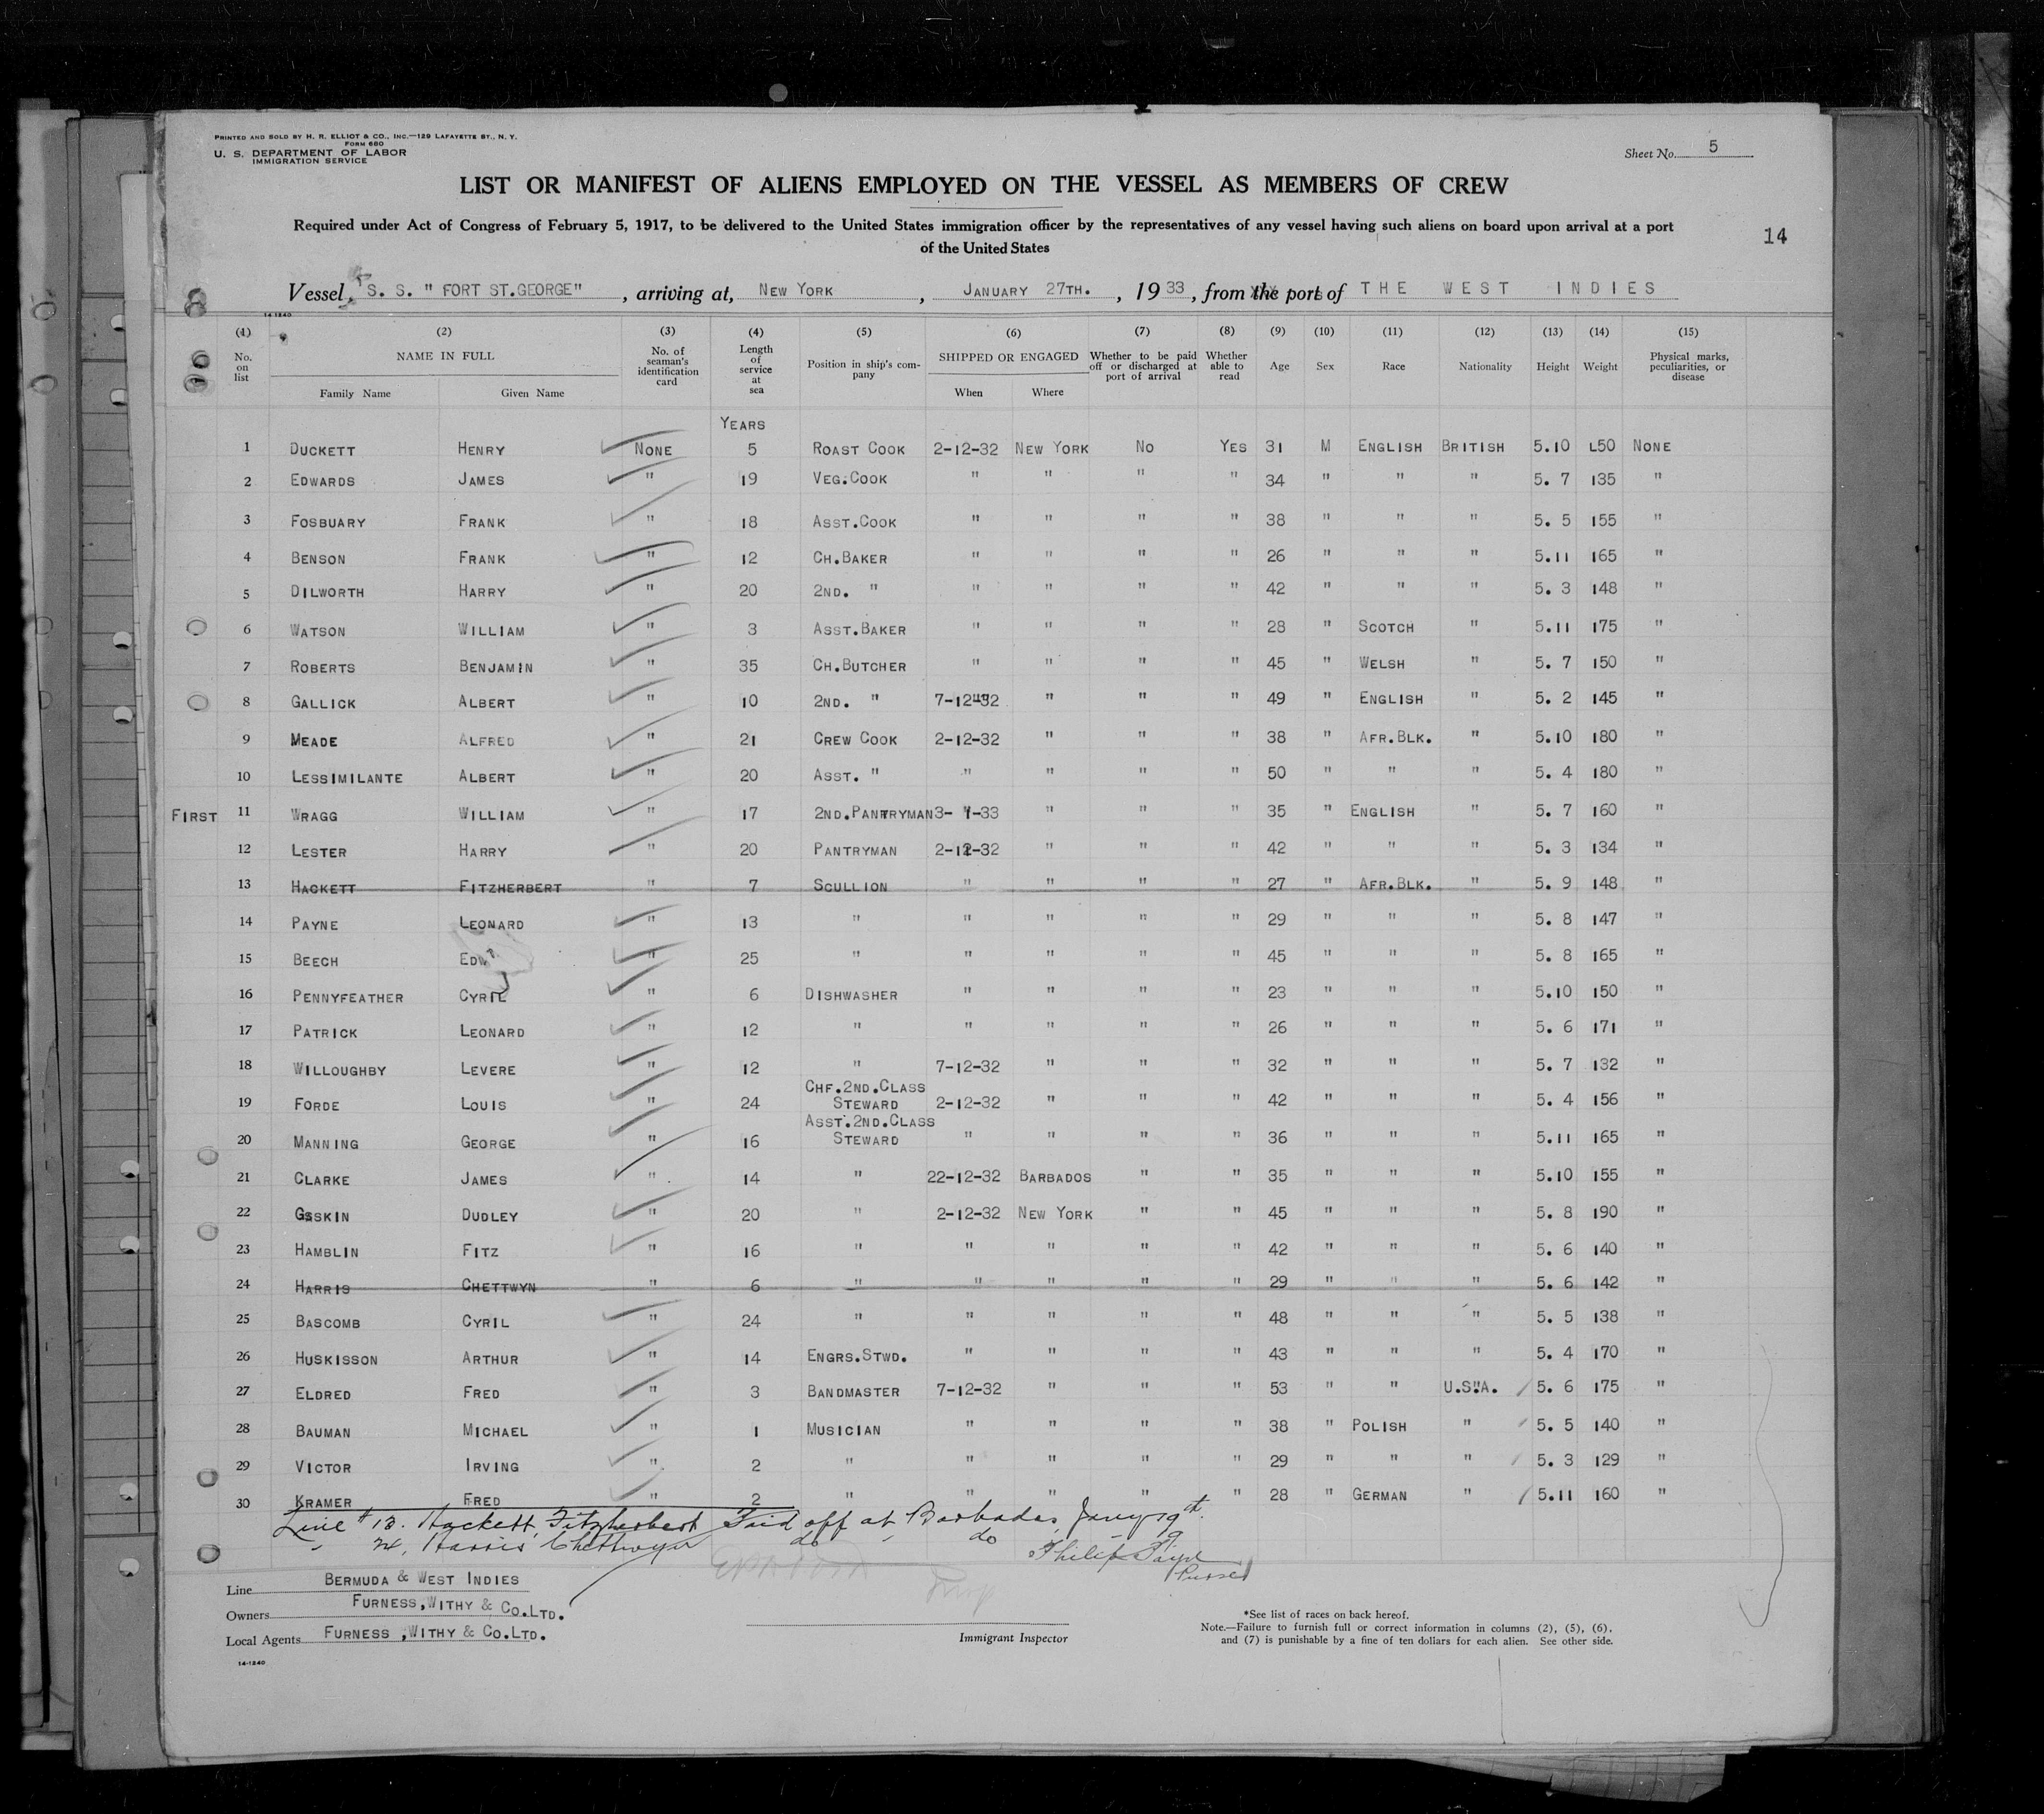 PRINTED AND SOLD BY H. R. ELLIOT & CO., INC.—129 LAFAYETTE ST., N. Y.
FORM 680
U. S. DEPARTMENT OF LABOR
IMMIGRATION SERVICE
Sheet No. 5
LIST OR MANIFEST OF ALIENS EMPLOYED ON THE VESSEL AS MEMBERS OF CREW
Required under Act of Congress of February 5, 1917, to be delivered to the United States immigration officer by the representatives of any vessel having such aliens on board upon arrival at a port
of the United States
14
Vessel, S. S. " FORT ST.GEORGE" , arriving at, NEW YORK , JANUARY 27TH. , 1933, from the port of THE WEST INDIES
14-1240
(1) (2) (3) (4) (5) (6) (7) (8) (9) (10) (11) (12) (13) (14) (15)
No. on list NAME IN FULL Family Name Given Name No. of seaman's identification card Length of service at sea Position in ship's company SHIPPED OR ENGAGED When Where Whether to be paid off or discharged at port of arrival Whether able to read Age Sex Race Nationality Height Weight Physical marks, peculiarities, or disease
YEARS
1 DUCKETT HENRY NONE 5 ROAST COOK 2-12-32 NEW YORK NO YES 31 M ENGLISH BRITISH 5.10 L50 NONE
2 EDWARDS JAMES " 19 VEG.COOK " " " " 34 " " " 5. 7 135 "
3 FOSBUARY FRANK " 18 ASST.COOK " " " " 38 " " " 5. 5 155 "
4 BENSON FRANK " 12 CH.BAKER " " " " 26 " " " 5.11 165 "
5 DILWORTH HARRY " 20 2ND. " " " " " 42 " " " 5. 3 148 "
6 WATSON WILLIAM " 3 ASST.BAKER " " " " 28 " SCOTCH " 5.11 175 "
7 ROBERTS BENJAMIN " 35 CH.BUTCHER " " " " 45 " WELSH " 5. 7 150 "
8 GALLICK ALBERT " 10 2ND. " 7-12-32 " " " 49 " ENGLISH " 5. 2 145 "
9 MEADE ALFRED " 21 CREW COOK 2-12-32 " " " 38 " AFR.BLK. " 5.10 180 "
10 LESSIMILANTE ALBERT " 20 ASST. " " " " " 50 " " " 5. 4 180 "
FIRST 11 WRAGG WILLIAM " 17 2ND.PANTRYMAN 3- 1-33 " " " 35 " ENGLISH " 5. 7 160 "
12 LESTER HARRY " 20 PANTRYMAN 2-12-32 " " " 42 " " " 5. 3 134 "
13 HACKETT FITZHERBERT " 7 SCULLION " " " " 27 " AFR.BLK. " 5. 9 148 "
14 PAYNE LEONARD " 13 " " " " " 29 " " " 5. 8 147 "
15 BEECH " 25 " " " " " 45 " " " 5. 8 165 "
16 PENNYFEATHER CYRIL " 6 DISHWASHER " " " " 23 " " " 5.10 150 "
17 PATRICK LEONARD " 12 " " " " " 26 " " " 5. 6 171 "
18 WILLOUGHBY LEVERE " 12 " 7-12-32 " " " 32 " " " 5. 7 132 "
19 FORDE LOUIS " 24 CHF.2ND.CLASS STEWARD 2-12-32 " " " 42 " " " 5. 4 156 "
20 MANNING GEORGE " 16 ASST.2ND.CLASS STEWARD " " " " 36 " " " 5.11 165 "
21 CLARKE JAMES " 14 " 22-12-32 BARBADOS " " 35 " " " 5.10 155 "
22 GASKIN DUDLEY " 20 " 2-12-32 NEW YORK " " 45 " " " 5. 8 190 "
23 HAMBLIN FITZ " 16 " " " " " 42 " " " 5. 6 140 "
24 HARRIS CHETTWYN " 6 " " " " " 29 " " " 5. 6 142 "
25 BASCOMB CYRIL " 24 " " " " " 48 " " " 5. 5 138 "
26 HUSKISSON ARTHUR " 14 ENGRS.STWD. " " " " 43 " " " 5. 4 170 "
27 ELDRED FRED " 3 BANDMASTER 7-12-32 " " " 53 " " U.S.A. 5. 6 175 "
28 BAUMAN MICHAEL " 1 MUSICIAN " " " " 38 " POLISH " 5. 5 140 "
29 VICTOR IRVING " 2 " " " " " 29 " " " 5. 3 129 "
30 KRAMER FRED " 2 " " " " " 28 " GERMAN " 5.11 160 "
Line #13. Hackett, Fitzherbert Paid off at Barbados, Jany 19th.
" 24, Harris Chettwyn do " do 19
Philip
Purser
Line BERMUDA & WEST INDIES
Owners FURNESS, WITHY & CO.LTD.
Local Agents FURNESS ,WITHY & CO.LTD.
14-1240
Immigrant Inspector
*See list of races on back hereof.
Note.—Failure to furnish full or correct information in columns (2), (5), (6),
and (7) is punishable by a fine of ten dollars for each alien. See other side.